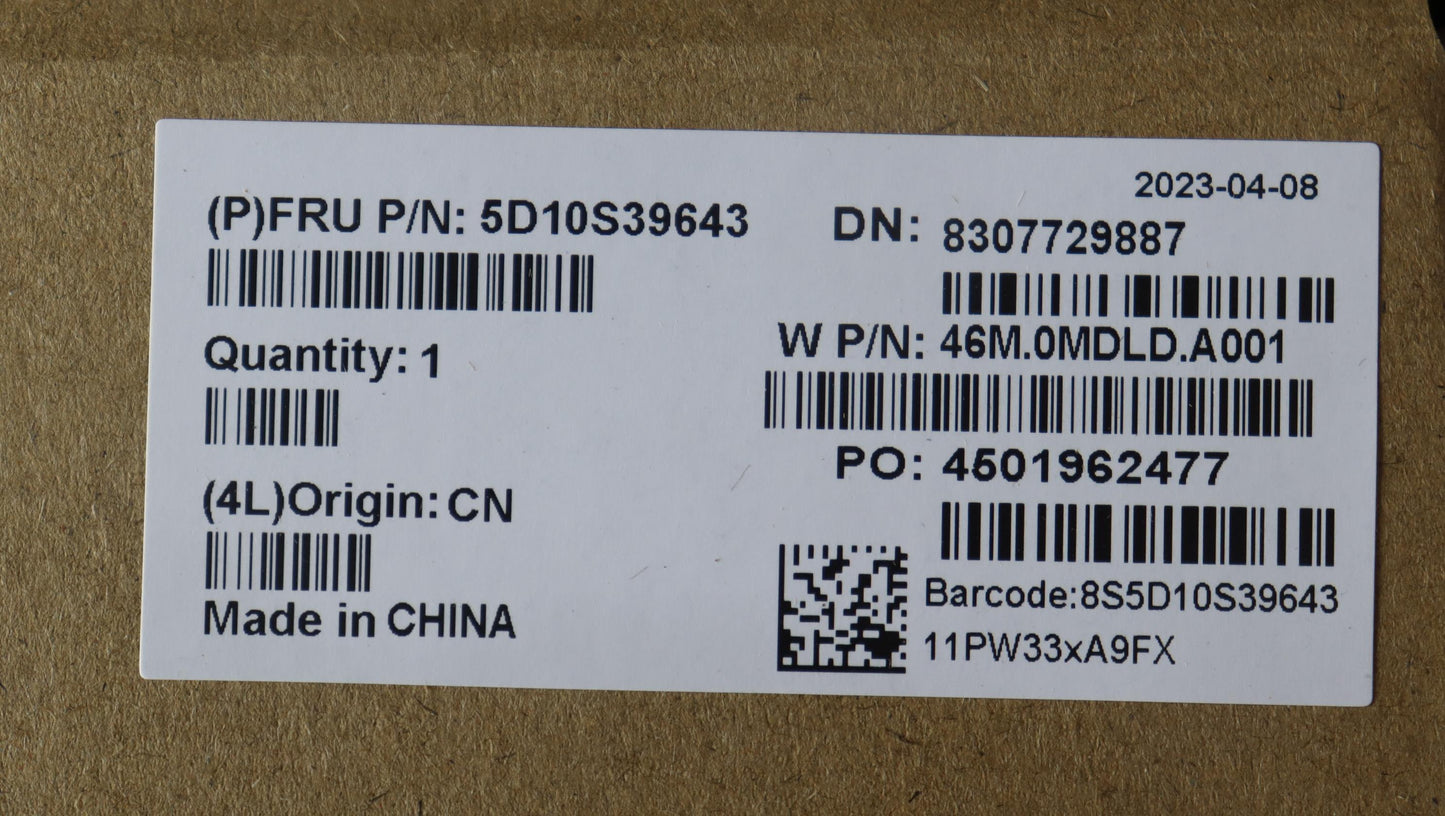 2023-04-08
(P)FRU P/N: 5D10S39643
DN: 8307729887
Quantity: 1
W P/N: 46M.0MDLD.A001
PO: 4501962477
(4L)Origin: CN
Made in CHINA
Barcode:8S5D10S39643
11PW33xA9FX